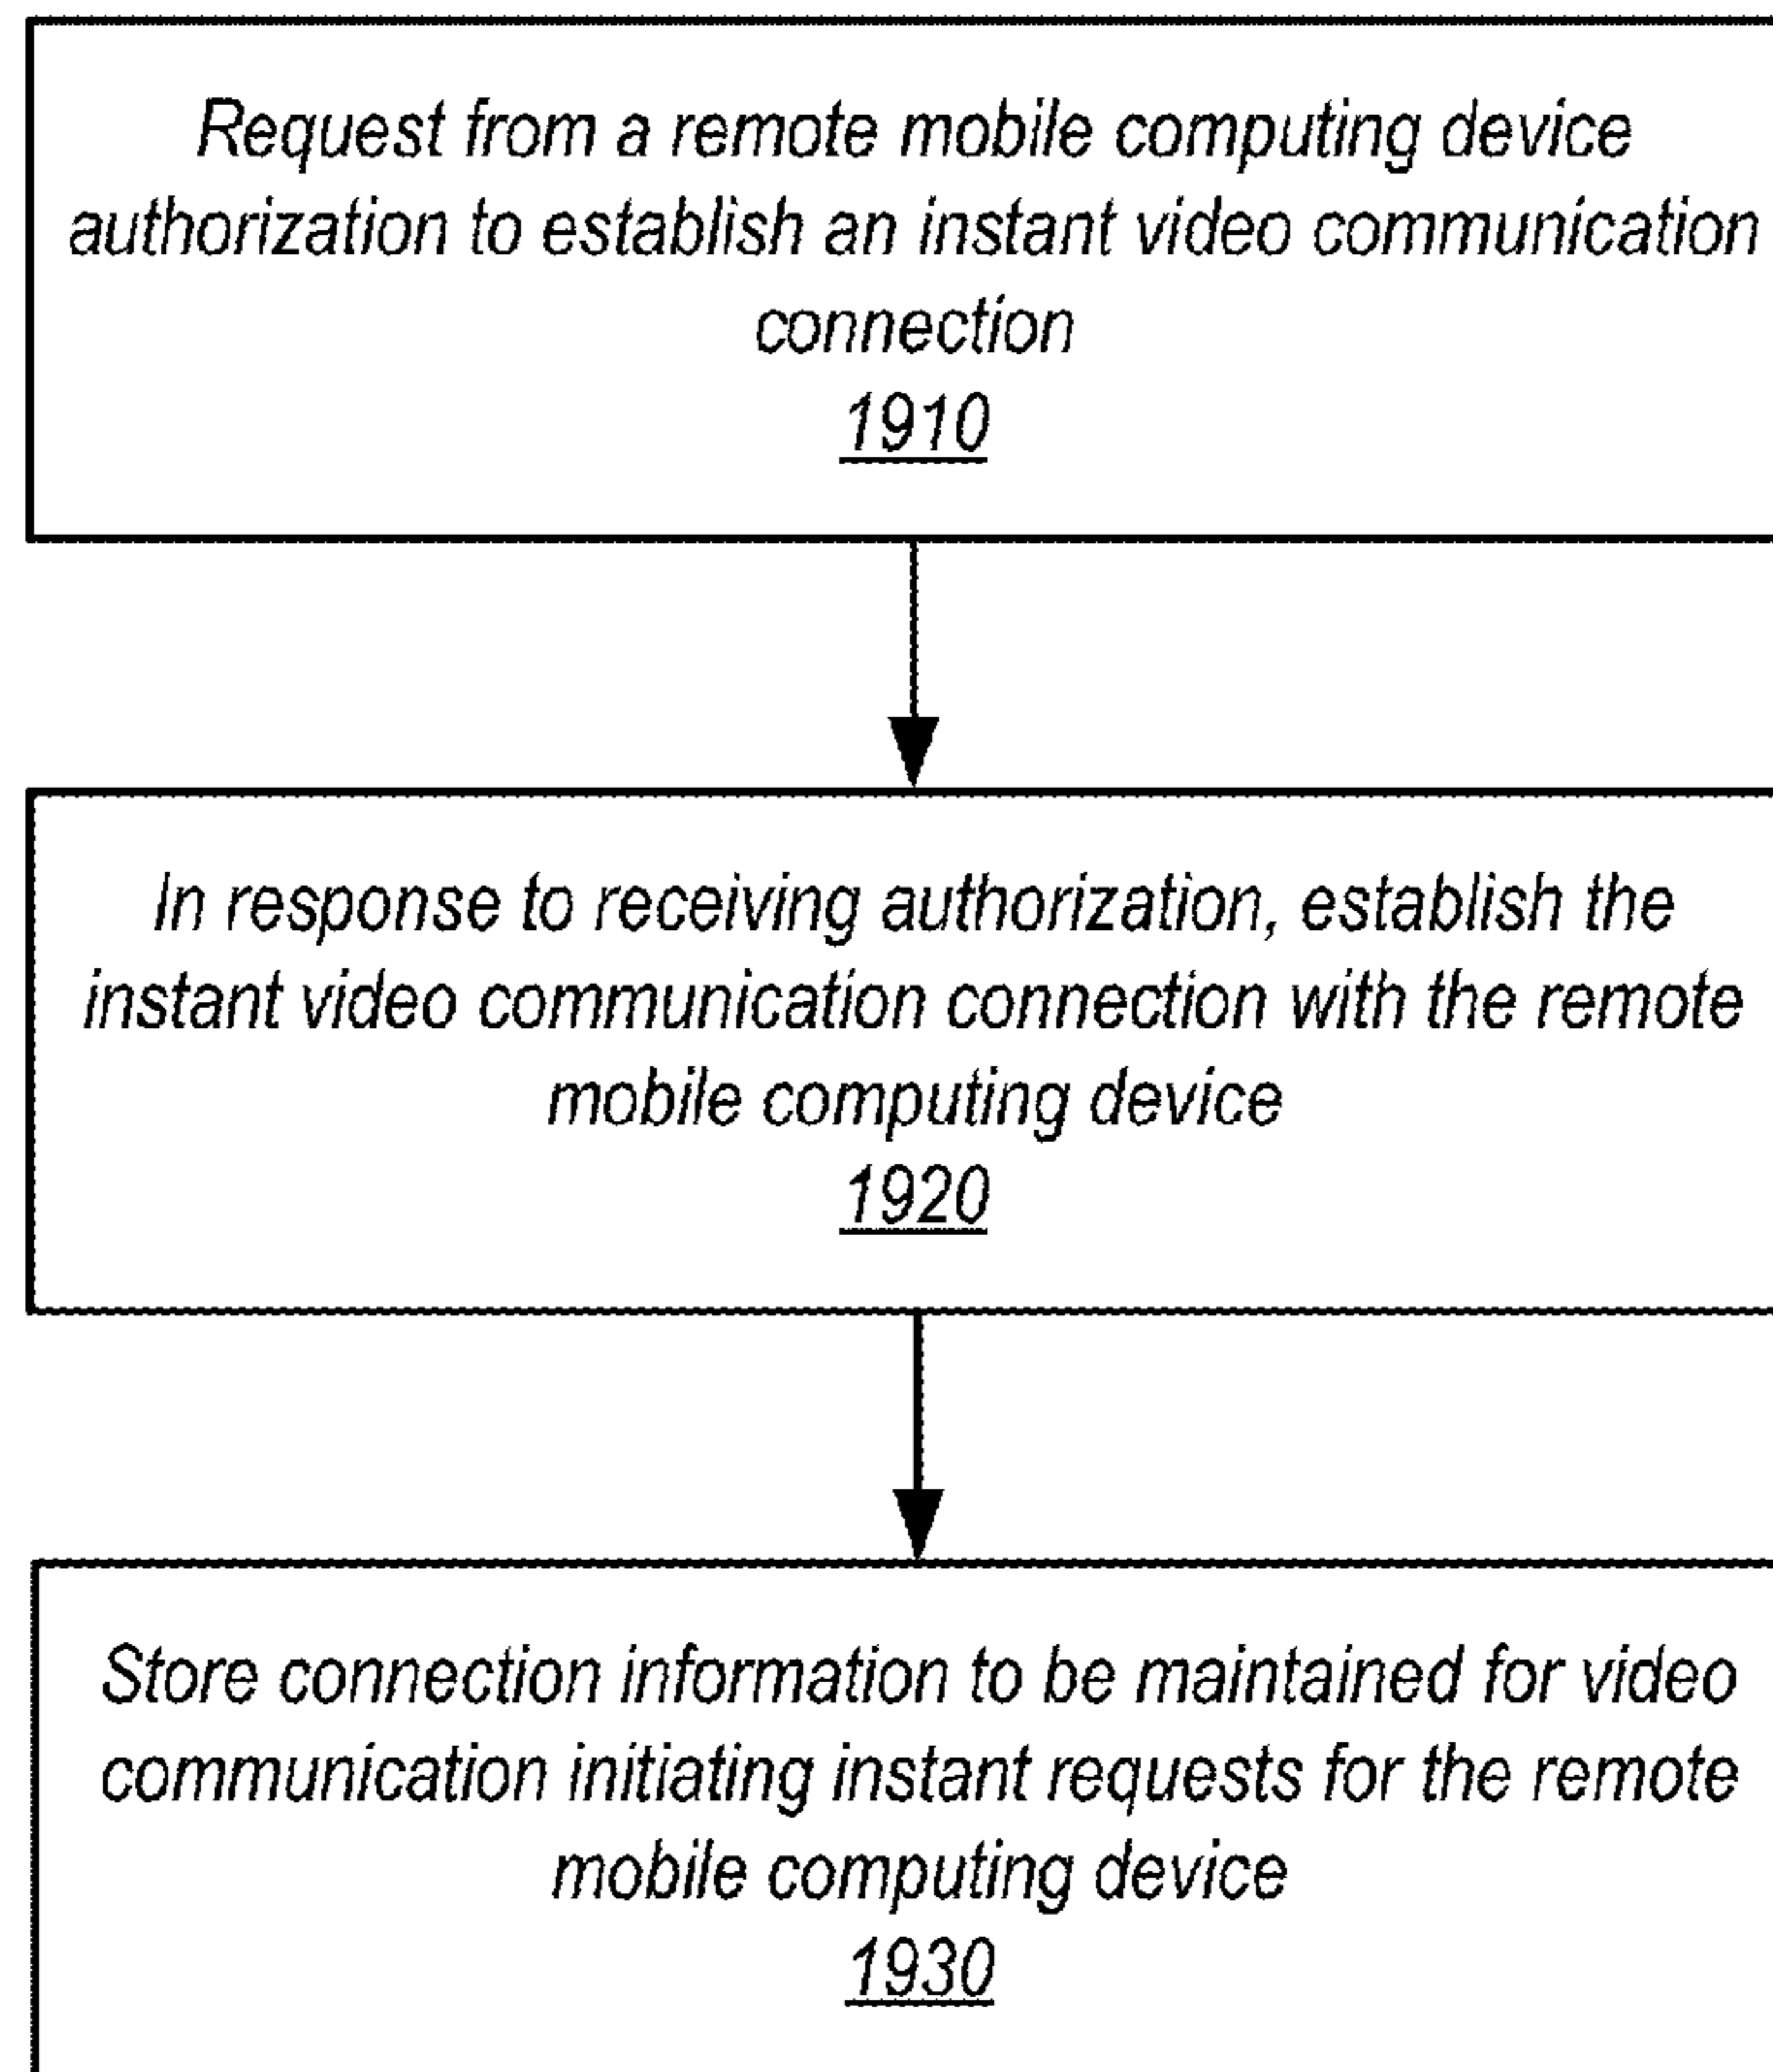 Request from a remote mobile computing device
authorization to establish an instant video communication
connection
1910
In response to receiving authorization, establish the
instant video communication connection with the remote
mobile computing device
1920
Store connection information to be maintained for video
communication initiating instant requests for the remote
mobile computing device
1930